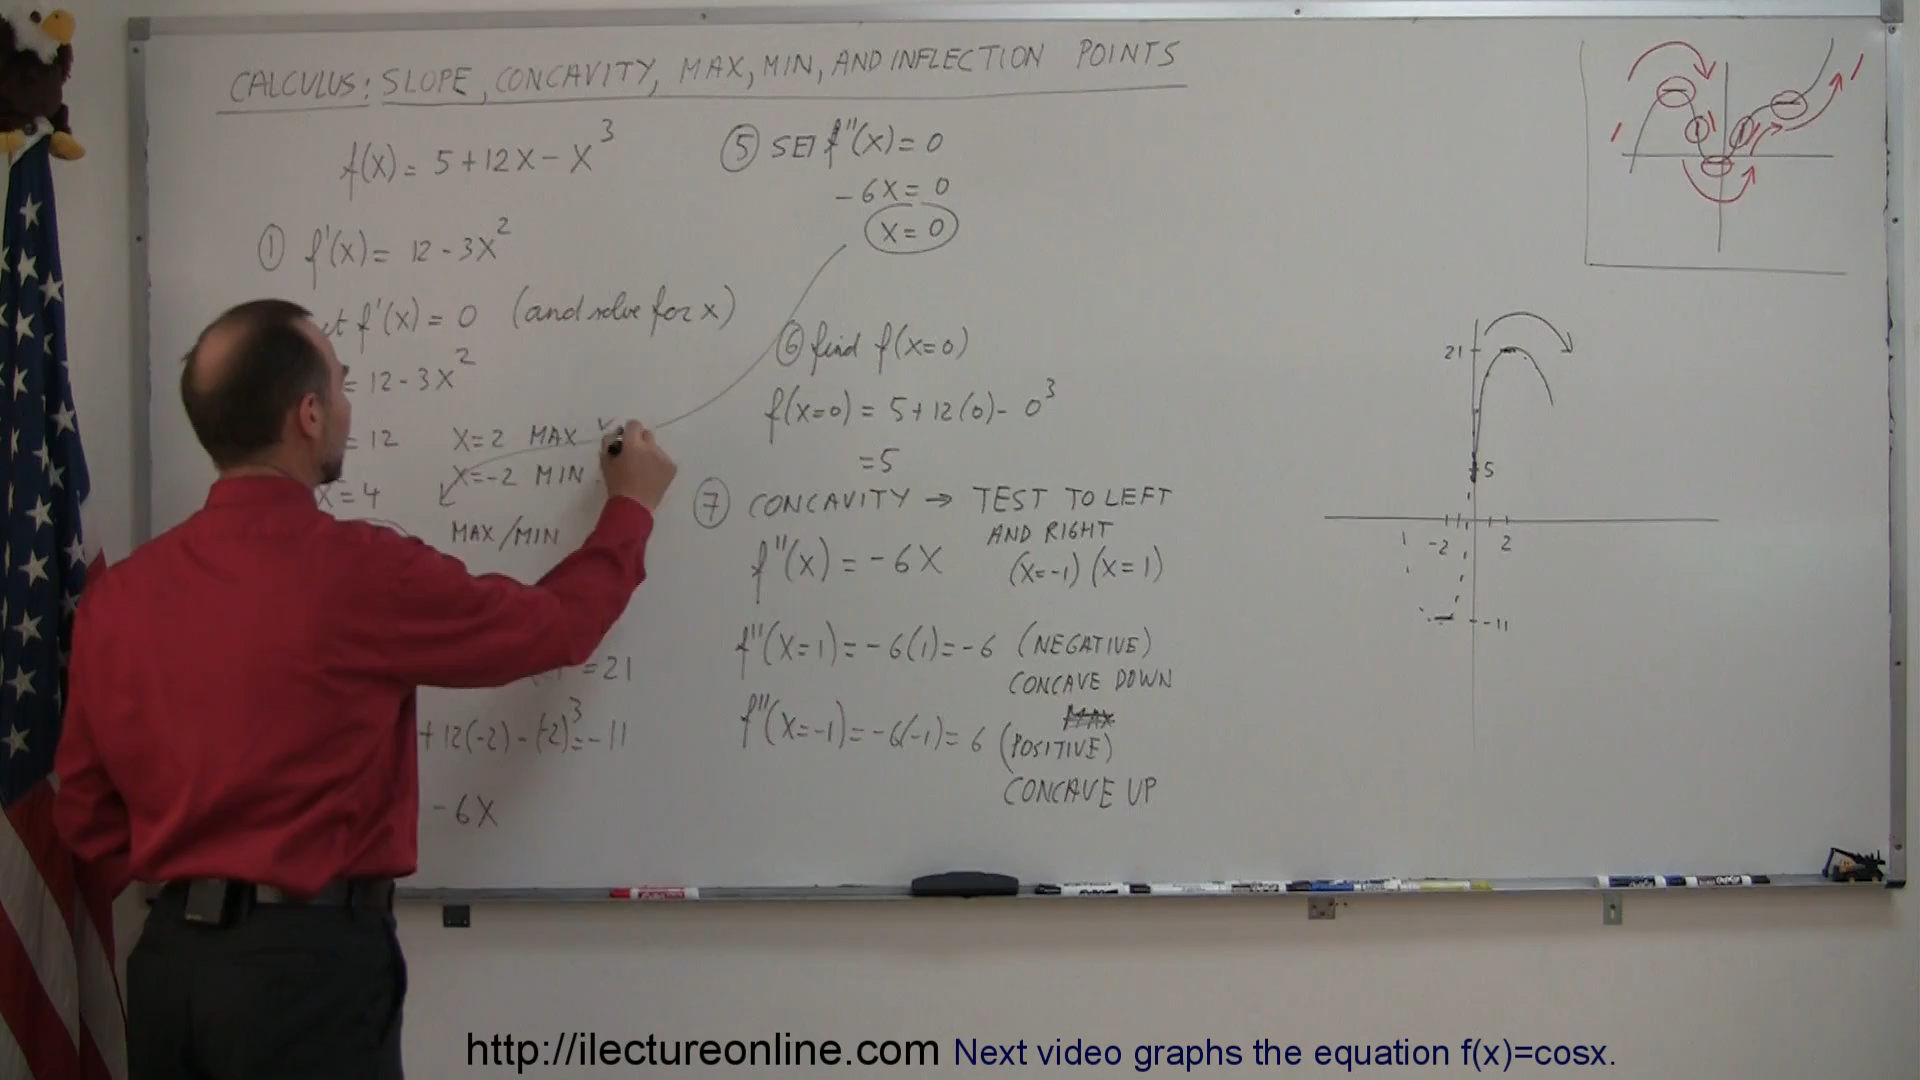 CALCULUS: SLOPE, CONCAVITY, MAX, MIN, AND INFLECTION POINTS
f(x) = 5 + 12X - X³
① f'(x) = 12 - 3X²
f'(x) = 0 (and solve for x)
= 12 - 3X²
= 12
X = 4
X = 2 MAX
X = -2 MIN
MAX/MIN
= 21
+ 12(-2) - (-2)³ = -11
-6X
⑤ SET f''(x) = 0
-6X = 0
X = 0
⑥ find f(x=0)
f(x=0) = 5 + 12(0) - 0³
= 5
⑦ CONCAVITY → TEST TO LEFT
AND RIGHT
f''(x) = -6X (X=-1) (X=1)
f''(X=1) = -6(1) = -6 (NEGATIVE)
CONCAVE DOWN
f''(X=-1) = -6(-1) = 6 (POSITIVE)
CONCAVE UP
21
5
-2 2
-11
http://ilectureonline.com Next video graphs the equation f(x)=cosx.